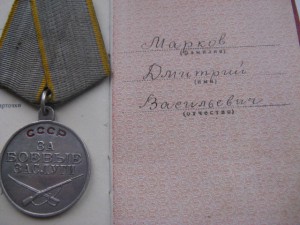 Марков
(фамилия)
Дмитрий
(имя)
Васильевич
(отчество)
СССР
ЗА
БОЕВЫЕ
ЗАСЛУГИ